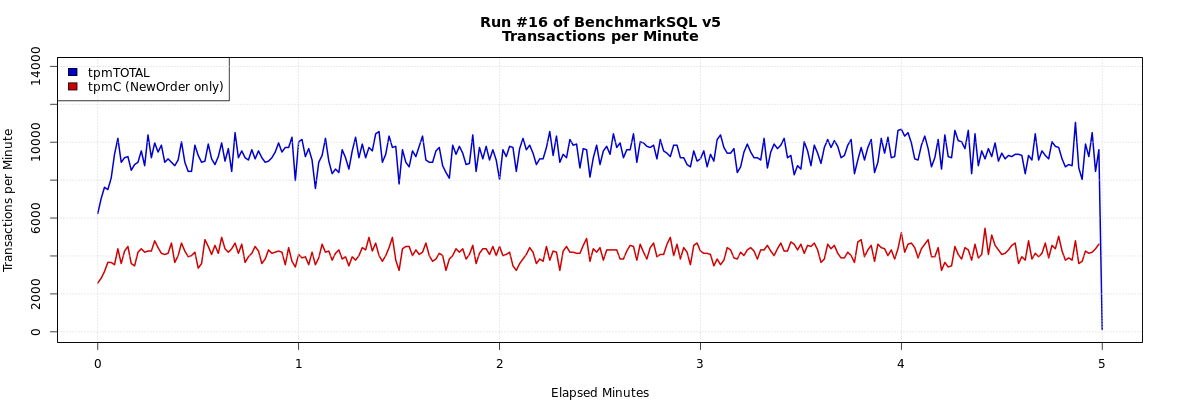 Run #16 of BenchmarkSQL v5
Transactions per Minute
Transactions per Minute
14000
10000
6000
2000
0
tpmTOTAL
tpmC (NewOrder only)
0 1 2 3 4 5
Elapsed Minutes